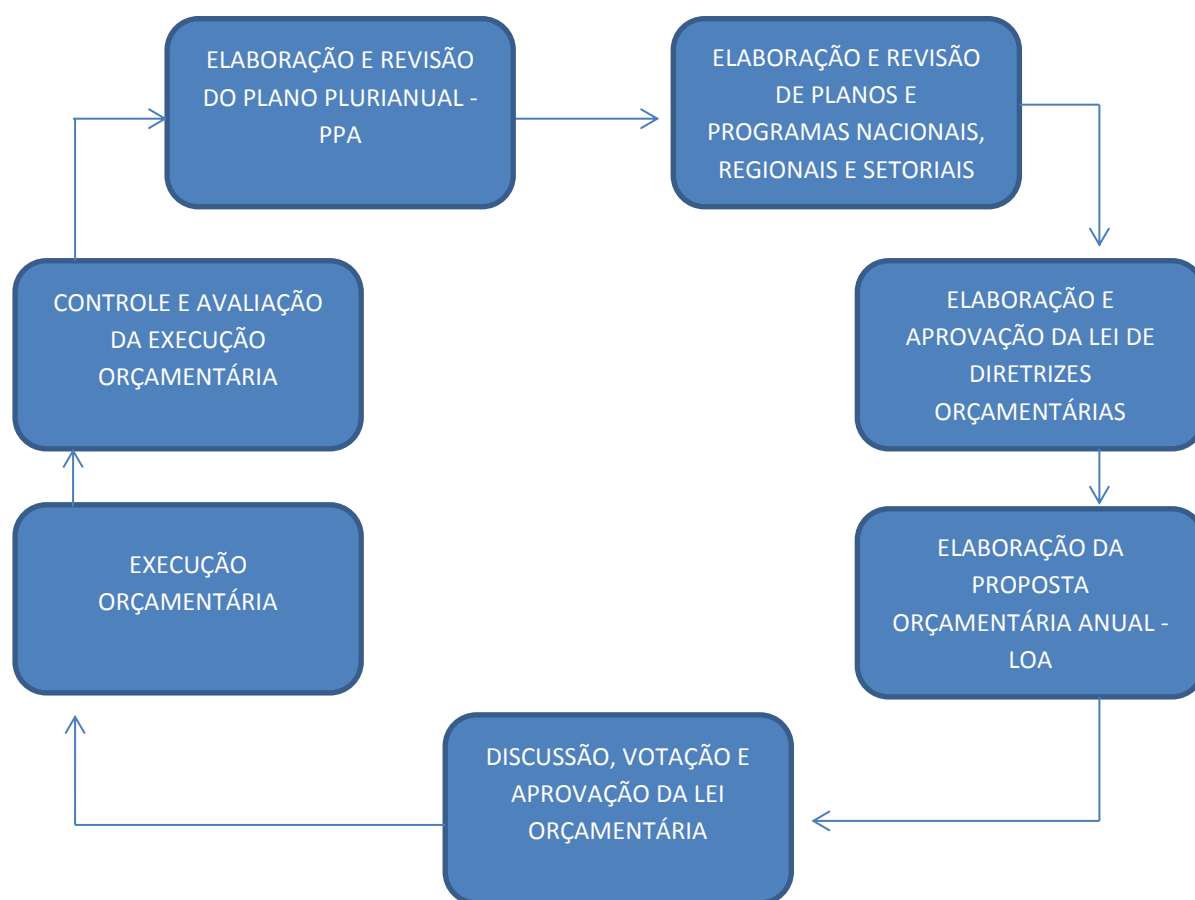 ELABORAÇÃO E REVISÃO
DO PLANO PLURIANUAL -
PPA
ELABORAÇÃO E REVISÃO
DE PLANOS E
PROGRAMAS NACIONAIS,
REGIONAIS E SETORIAIS
ELABORAÇÃO E
APROVAÇÃO DA LEI DE
DIRETRIZES
ORÇAMENTÁRIAS
ELABORAÇÃO DA
PROPOSTA
ORÇAMENTÁRIA ANUAL -
LOA
DISCUSSÃO, VOTAÇÃO E
APROVAÇÃO DA LEI
ORÇAMENTÁRIA
EXECUÇÃO
ORÇAMENTÁRIA
CONTROLE E AVALIAÇÃO
DA EXECUÇÃO
ORÇAMENTÁRIA